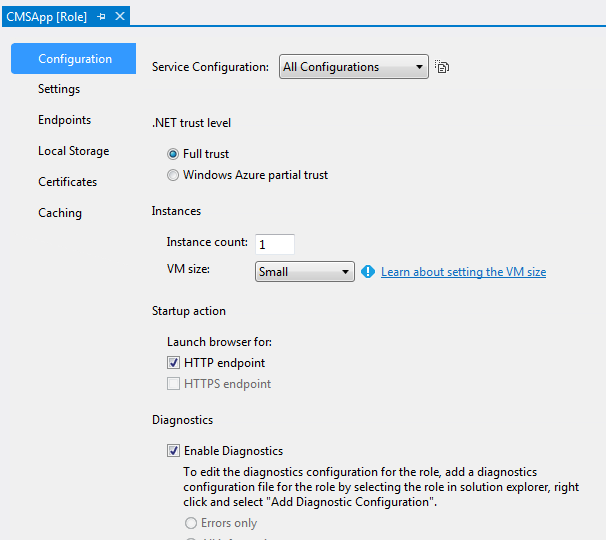 CMSApp [Role]
Configuration
Settings
Endpoints
Local Storage
Certificates
Caching
Service Configuration: All Configurations
.NET trust level
Full trust
Windows Azure partial trust
Instances
Instance count: 1
VM size: Small Learn about setting the VM size
Startup action
Launch browser for:
HTTP endpoint
HTTPS endpoint
Diagnostics
Enable Diagnostics
To edit the diagnostics configuration for the role, add a diagnostics
configuration file for the role by selecting the role in solution explorer, right
click and select "Add Diagnostic Configuration".
Errors only